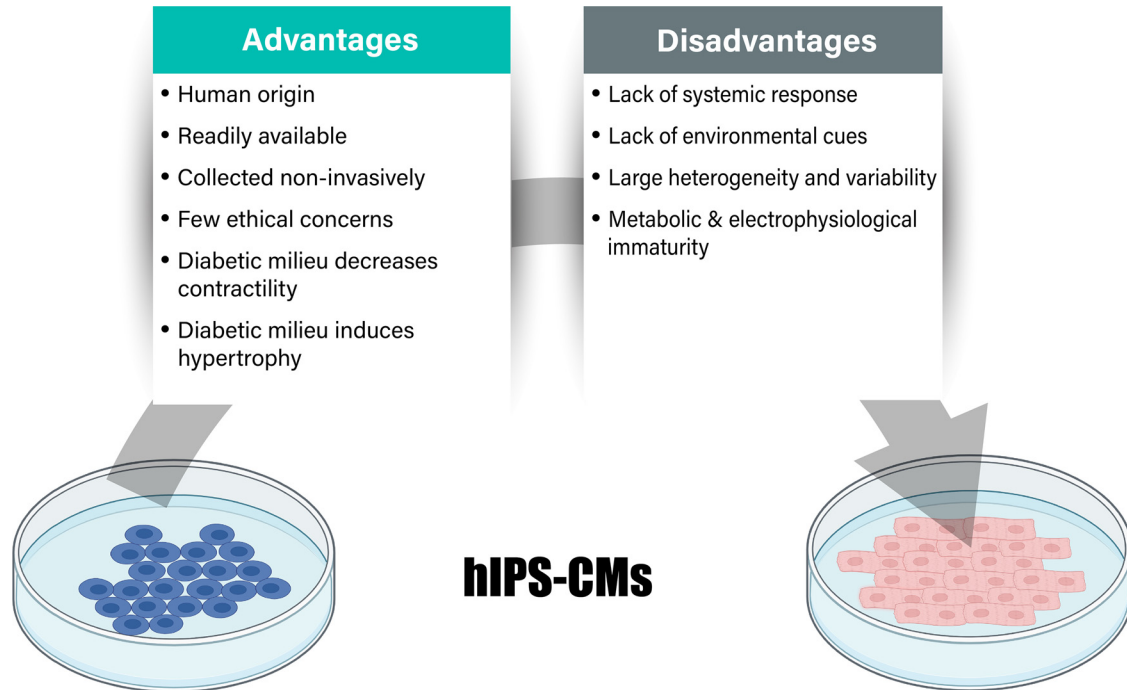 Advantages
• Human origin
• Readily available
• Collected non-invasively
• Few ethical concerns
• Diabetic milieu decreases
contractility
• Diabetic milieu induces
hypertrophy
Disadvantages
• Lack of systemic response
• Lack of environmental cues
• Large heterogeneity and variability
• Metabolic & electrophysiological
immaturity
hIPS-CMs